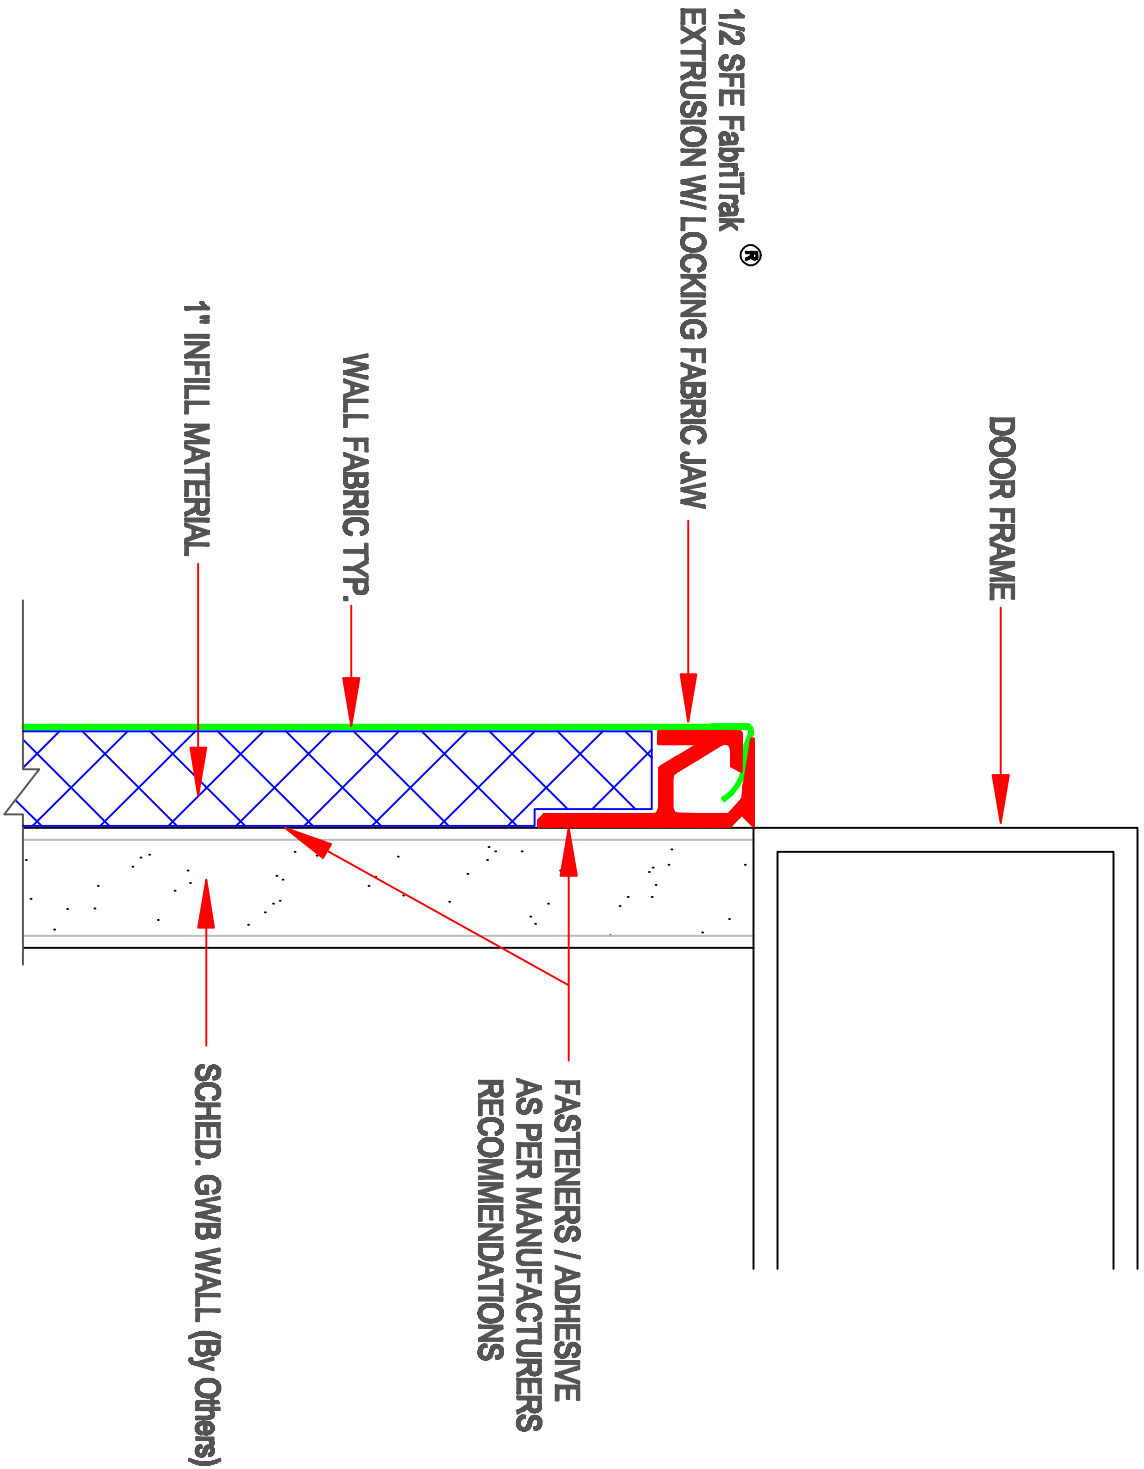 DOOR FRAME
®
1/2 SFE FabriTrak
EXTRUSION W/ LOCKING FABRIC JAW
WALL FABRIC TYP.
1" INFILL MATERIAL
FASTENERS / ADHESIVE
AS PER MANUFACTURERS
RECOMMENDATIONS
SCHED. GWB WALL (By Others)